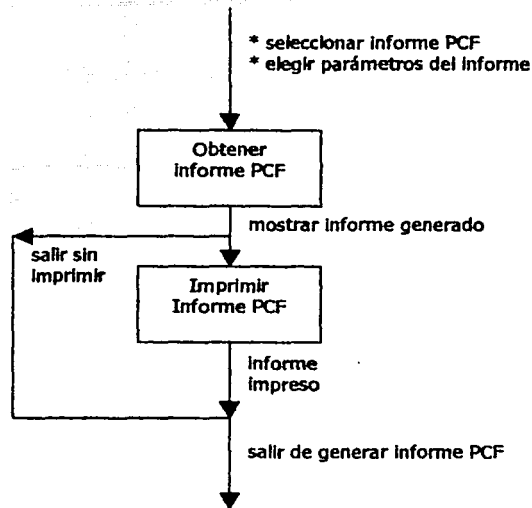 * seleccionar informe PCF
* elegir parámetros del informe
Obtener
informe PCF
mostrar informe generado
salir sin
imprimir
Imprimir
Informe PCF
informe
impreso
salir de generar informe PCF